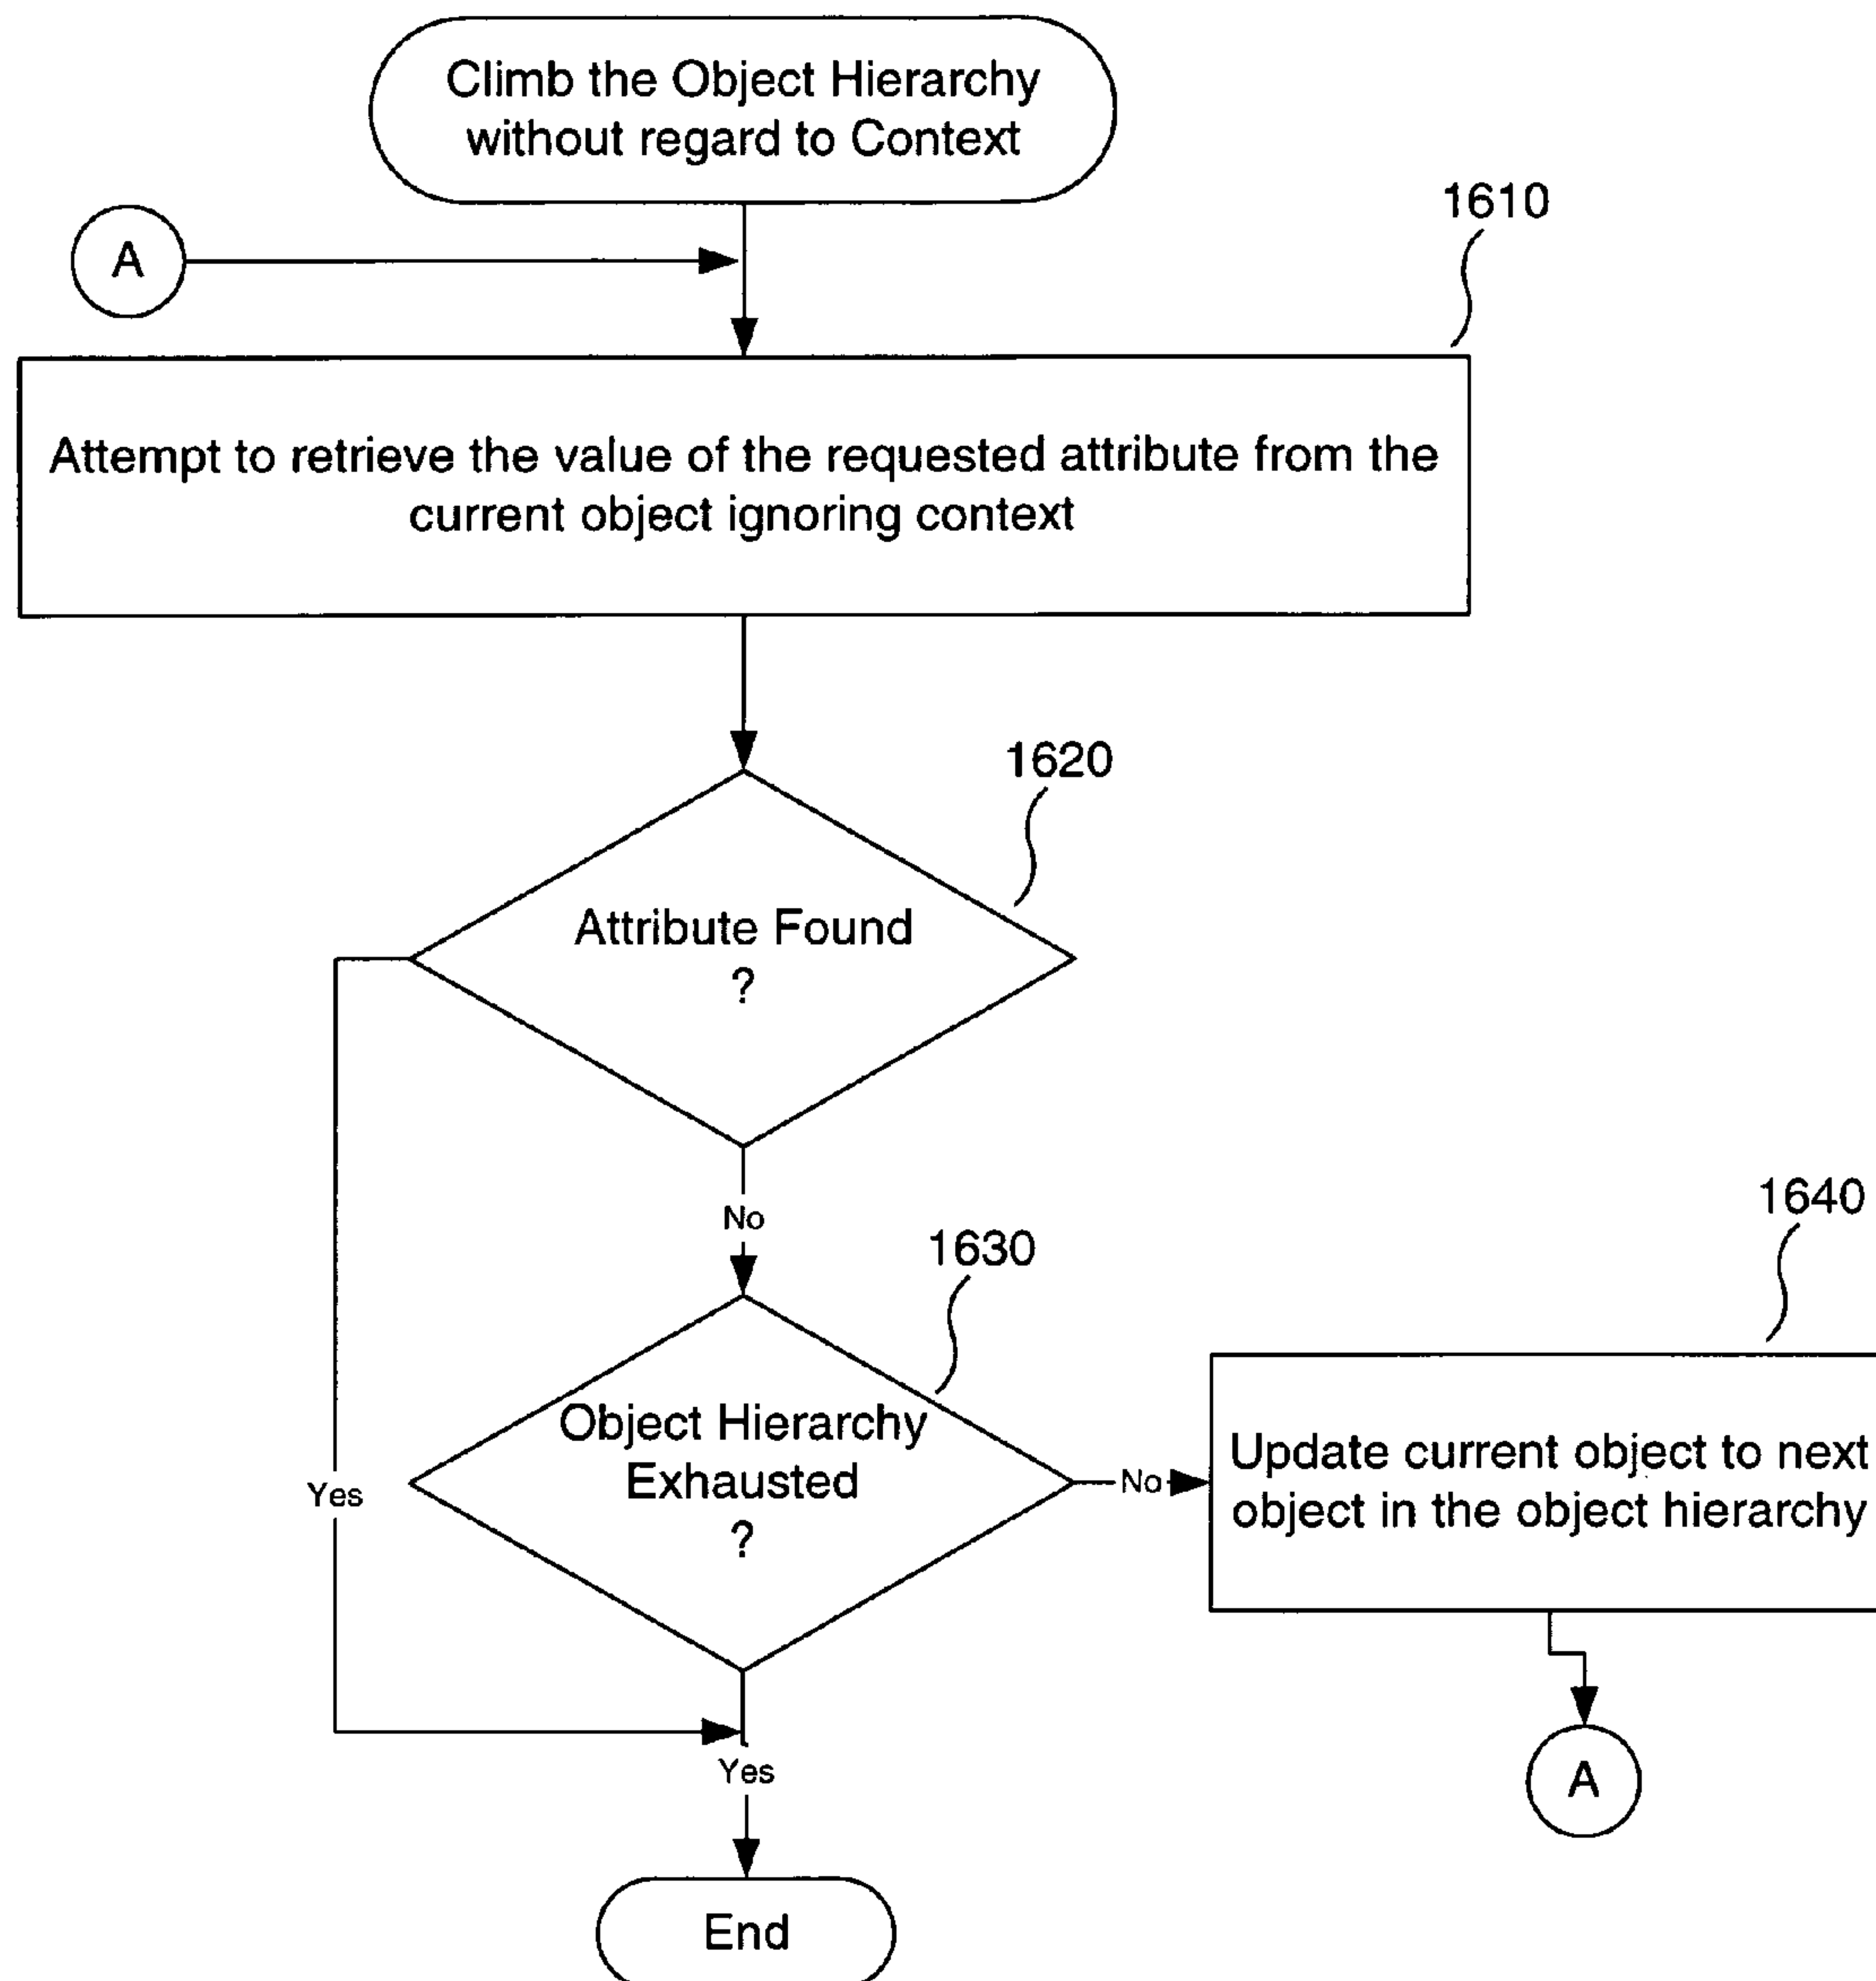 Climb the Object Hierarchy
without regard to Context
A
1610
Attempt to retrieve the value of the requested attribute from the
current object ignoring context
1620
Attribute Found
?
No
1630
1640
Object Hierarchy
Exhausted
?
No
Update current object to next
object in the object hierarchy
Yes
Yes
A
End